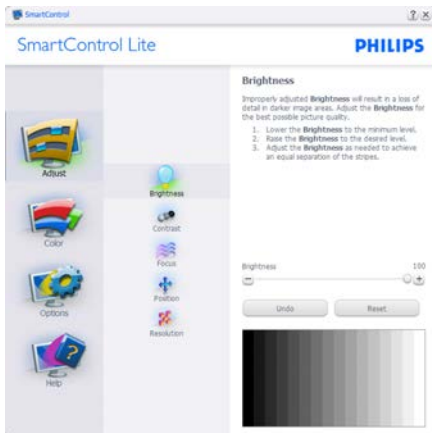 SmartControl
SmartControl Lite
PHILIPS
Adjust
Color
Options
Help
Brightness
Contrast
Focus
Position
Resolution
Brightness
Improperly adjusted Brightness will result in a loss of
detail in darker image areas. Adjust the Brightness for
the best possible picture quality.
1. Lower the Brightness to the minimum level.
2. Raise the Brightness to the desired level.
3. Adjust the Brightness as needed to achieve
an equal separation of the stripes.
Brightness 100
Undo Reset